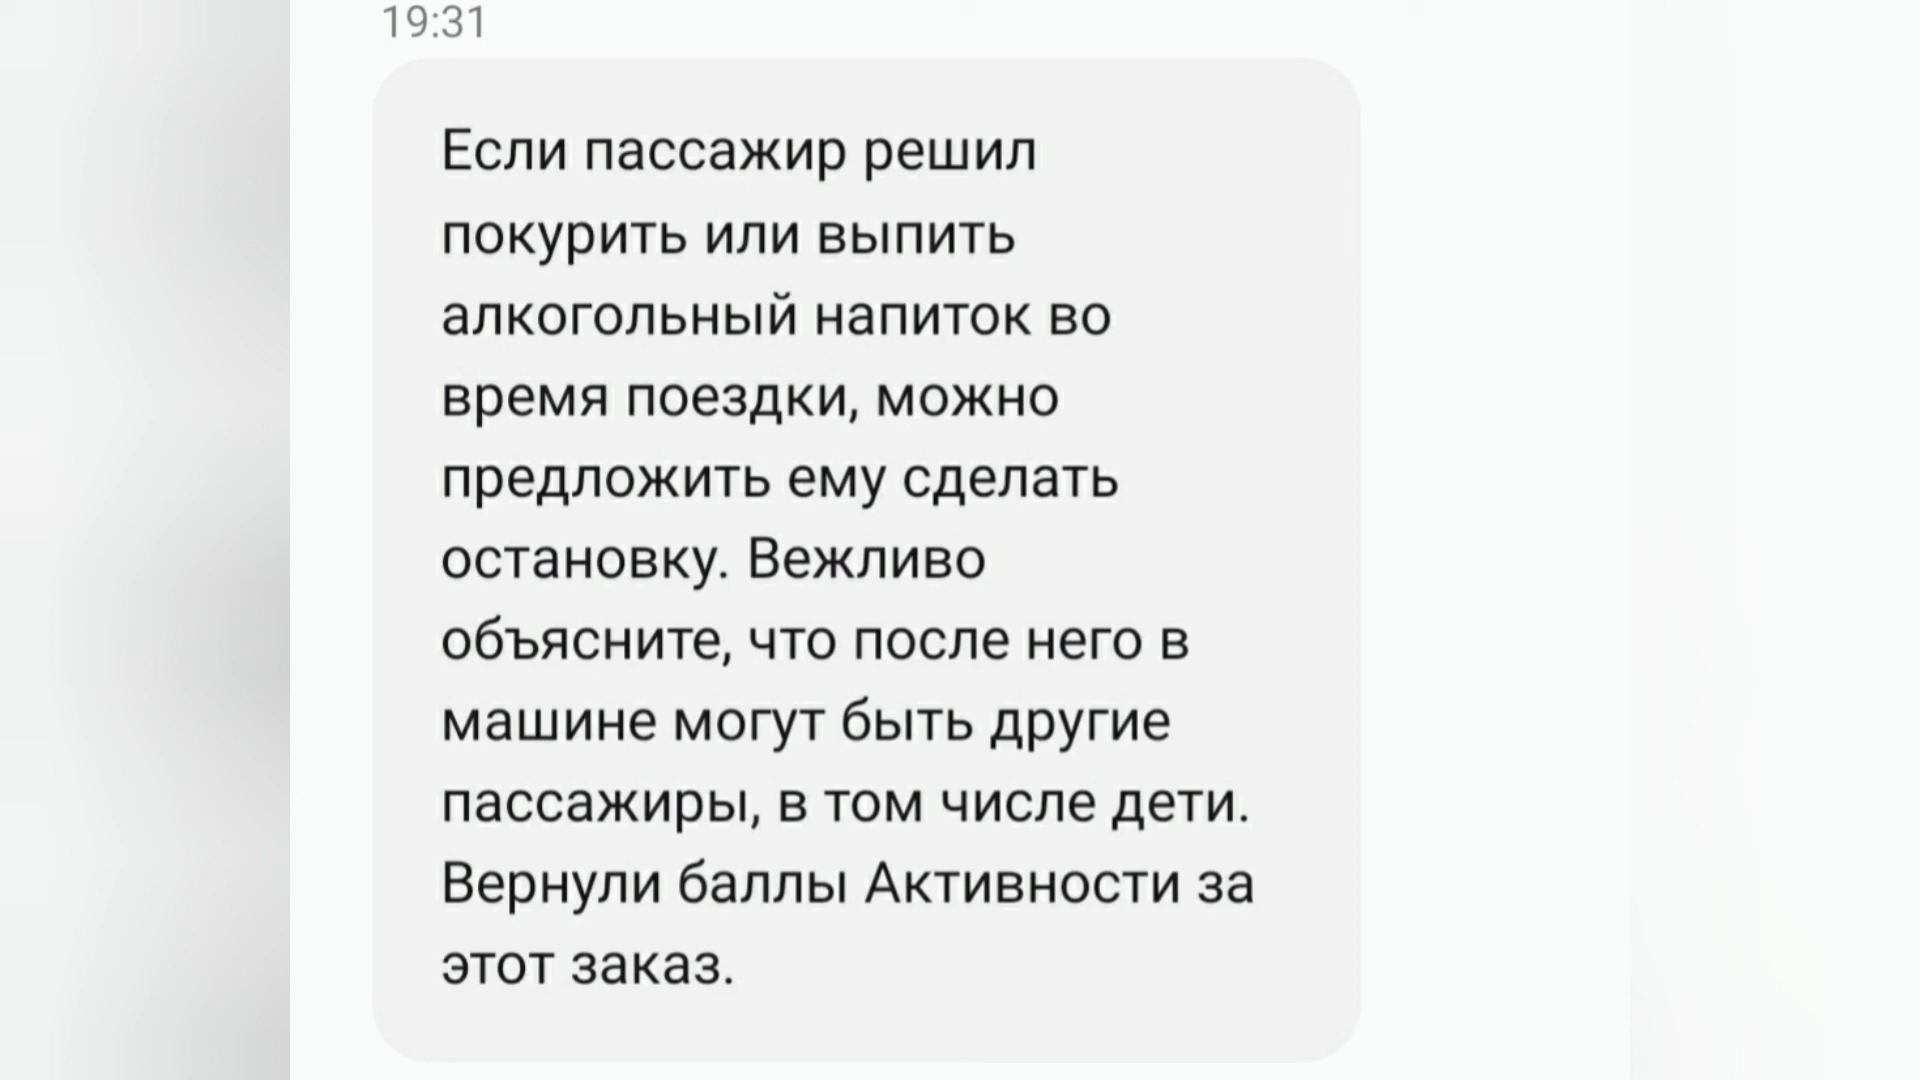 19:31
Если пассажир решил
покурить или выпить
алкогольный напиток во
время поездки, можно
предложить ему сделать
остановку. Вежливо
объясните, что после него в
машине могут быть другие
пассажиры, в том числе дети.
Вернули баллы Активности за
этот заказ.